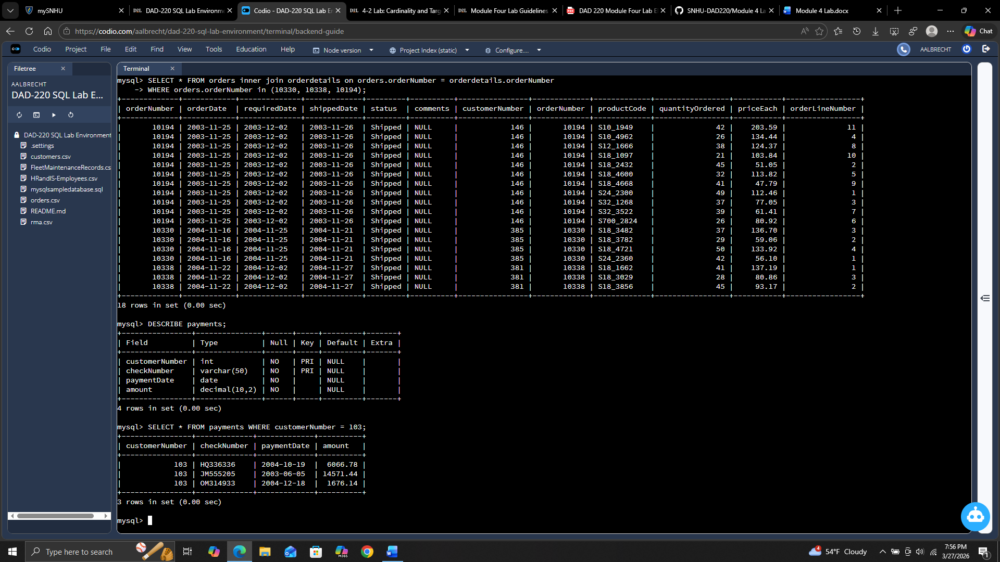 mySNHU
DAD-220 SQL Lab Environm
Codio - DAD-220 SQL Lab E
4-2 Lab: Cardinality and Targ
Module Four Lab Guidelines
DAD 220 Module Four Lab E
SNHU-DAD220/Module 4 La
Module 4 Lab.docx
https://codio.com/aalbrecht/dad-220-sql-lab-environment/terminal/backend-guide
Chat
Codio Project File Edit Find View Tools Education Help Node version Project Index (static) Configure.... AALBRECHT
Filetree
Terminal
AALBRECHT
DAD-220 SQL Lab E...
DAD-220 SQL Lab Environment
.settings
customers.csv
FleetMaintenanceRecords.cs
HRandIS-Employees.csv
mysqlsampledatabase.sql
orders.csv
README.md
rma.csv
mysql> SELECT * FROM orders inner join orderdetails on orders.orderNumber = orderdetails.orderNumber
    -> WHERE orders.orderNumber in (10330, 10338, 10194);
+-------------+------------+--------------+-------------+---------+----------+----------------+-------------+-------------+-----------------+-----------+-----------------+
| orderNumber | orderDate  | requiredDate | shippedDate | status  | comments | customerNumber | orderNumber | productCode | quantityOrdered | priceEach | orderLineNumber |
+-------------+------------+--------------+-------------+---------+----------+----------------+-------------+-------------+-----------------+-----------+-----------------+
|       10194 | 2003-11-25 | 2003-12-02   | 2003-11-26  | Shipped | NULL     |            146 |       10194 | S10_1949    |              42 |    203.59 |              11 |
|       10194 | 2003-11-25 | 2003-12-02   | 2003-11-26  | Shipped | NULL     |            146 |       10194 | S10_4962    |              26 |    134.44 |               4 |
|       10194 | 2003-11-25 | 2003-12-02   | 2003-11-26  | Shipped | NULL     |            146 |       10194 | S12_1666    |              38 |    124.37 |               8 |
|       10194 | 2003-11-25 | 2003-12-02   | 2003-11-26  | Shipped | NULL     |            146 |       10194 | S18_1097    |              21 |    103.84 |              10 |
|       10194 | 2003-11-25 | 2003-12-02   | 2003-11-26  | Shipped | NULL     |            146 |       10194 | S18_2432    |              45 |     51.05 |               2 |
|       10194 | 2003-11-25 | 2003-12-02   | 2003-11-26  | Shipped | NULL     |            146 |       10194 | S18_4600    |              32 |    113.82 |               5 |
|       10194 | 2003-11-25 | 2003-12-02   | 2003-11-26  | Shipped | NULL     |            146 |       10194 | S18_4668    |              41 |     47.79 |               9 |
|       10194 | 2003-11-25 | 2003-12-02   | 2003-11-26  | Shipped | NULL     |            146 |       10194 | S24_2300    |              49 |    112.46 |               1 |
|       10194 | 2003-11-25 | 2003-12-02   | 2003-11-26  | Shipped | NULL     |            146 |       10194 | S32_1268    |              37 |     77.05 |               3 |
|       10194 | 2003-11-25 | 2003-12-02   | 2003-11-26  | Shipped | NULL     |            146 |       10194 | S32_3522    |              39 |     61.41 |               7 |
|       10194 | 2003-11-25 | 2003-12-02   | 2003-11-26  | Shipped | NULL     |            146 |       10194 | S700_2824   |              26 |     80.92 |               6 |
|       10330 | 2004-11-16 | 2004-11-25   | 2004-11-21  | Shipped | NULL     |            385 |       10330 | S18_3482    |              37 |    136.70 |               3 |
|       10330 | 2004-11-16 | 2004-11-25   | 2004-11-21  | Shipped | NULL     |            385 |       10330 | S18_3782    |              29 |     59.06 |               2 |
|       10330 | 2004-11-16 | 2004-11-25   | 2004-11-21  | Shipped | NULL     |            385 |       10330 | S18_4721    |              50 |    133.92 |               4 |
|       10330 | 2004-11-16 | 2004-11-25   | 2004-11-21  | Shipped | NULL     |            385 |       10330 | S24_2360    |              42 |     56.10 |               1 |
|       10338 | 2004-11-22 | 2004-12-02   | 2004-11-27  | Shipped | NULL     |            381 |       10338 | S18_1662    |              41 |    137.19 |               1 |
|       10338 | 2004-11-22 | 2004-12-02   | 2004-11-27  | Shipped | NULL     |            381 |       10338 | S18_3029    |              28 |     80.86 |               3 |
|       10338 | 2004-11-22 | 2004-12-02   | 2004-11-27  | Shipped | NULL     |            381 |       10338 | S18_3856    |              45 |     93.17 |               2 |
+-------------+------------+--------------+-------------+---------+----------+----------------+-------------+-------------+-----------------+-----------+-----------------+
18 rows in set (0.00 sec)
mysql> DESCRIBE payments;
+----------------+---------------+------+-----+---------+-------+
| Field          | Type          | Null | Key | Default | Extra |
+----------------+---------------+------+-----+---------+-------+
| customerNumber | int           | NO   | PRI | NULL    |       |
| checkNumber    | varchar(50)   | NO   | PRI | NULL    |       |
| paymentDate    | date          | NO   |     | NULL    |       |
| amount         | decimal(10,2) | NO   |     | NULL    |       |
+----------------+---------------+------+-----+---------+-------+
4 rows in set (0.00 sec)
mysql> SELECT * FROM payments WHERE customerNumber = 103;
+----------------+-------------+-------------+----------+
| customerNumber | checkNumber | paymentDate | amount   |
+----------------+-------------+-------------+----------+
|            103 | HQ336336    | 2004-10-19  |  6066.78 |
|            103 | JM555205    | 2003-06-05  | 14571.44 |
|            103 | OM314933    | 2004-12-18  |  1676.14 |
+----------------+-------------+-------------+----------+
3 rows in set (0.00 sec)
mysql>
Type here to search
M365
4
54°F Cloudy
7:56 PM
3/27/2026
1